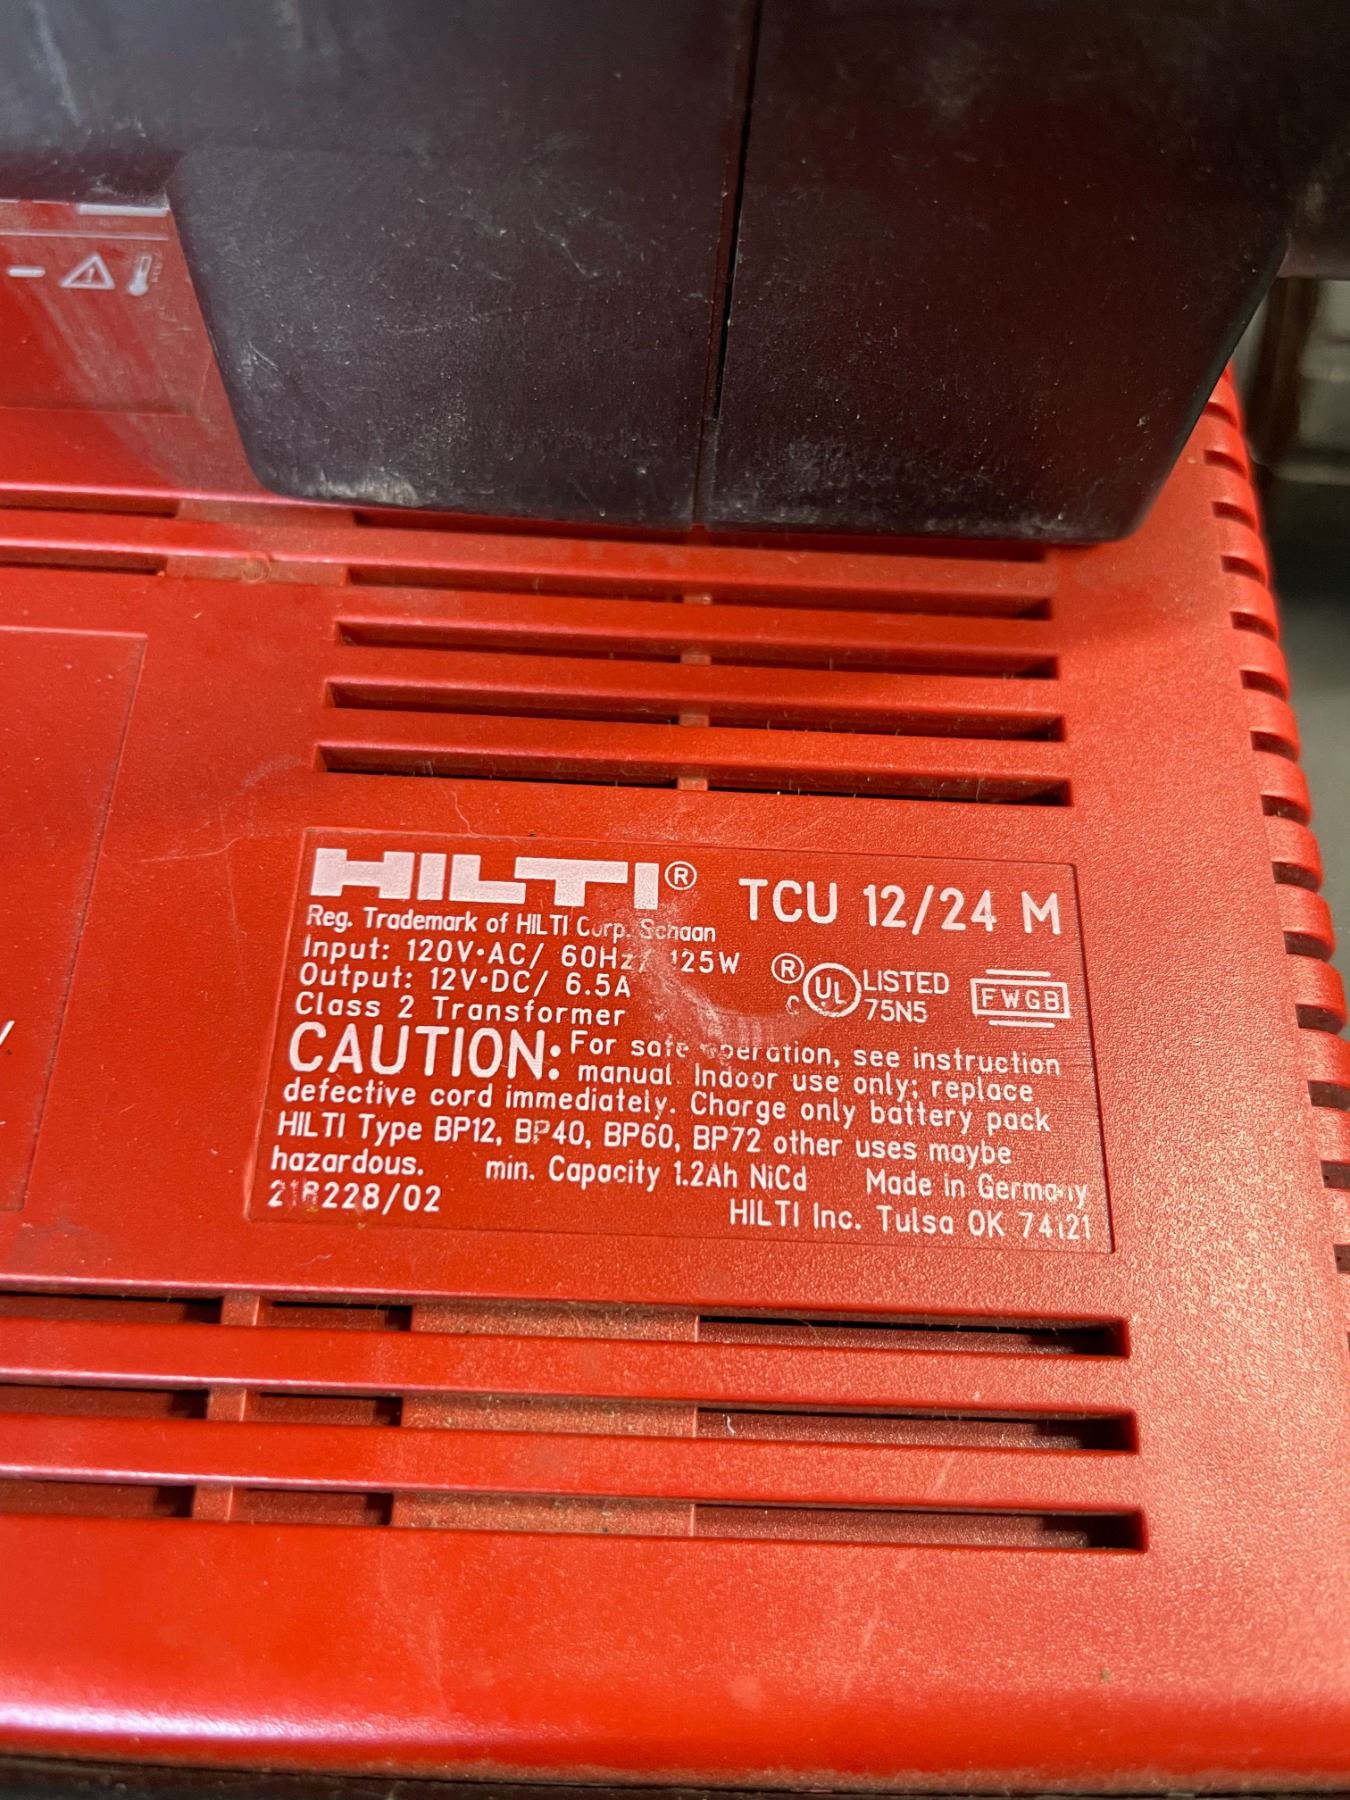 HILTI® TCU 12/24 M
Reg. Trademark of HILTI Corp. Schaan
Input: 120V·AC/ 60Hz/ 125W
Output: 12V·DC/ 6.5A
Class 2 Transformer
® C UL LISTED 75N5
FWGB
CAUTION: For safe operation, see instruction
manual. Indoor use only; replace
defective cord immediately. Charge only battery pack
HILTI Type BP12, BP40, BP60, BP72 other uses maybe
hazardous. min. Capacity 1.2Ah NiCd Made in Germany
HILTI Inc. Tulsa OK 74121